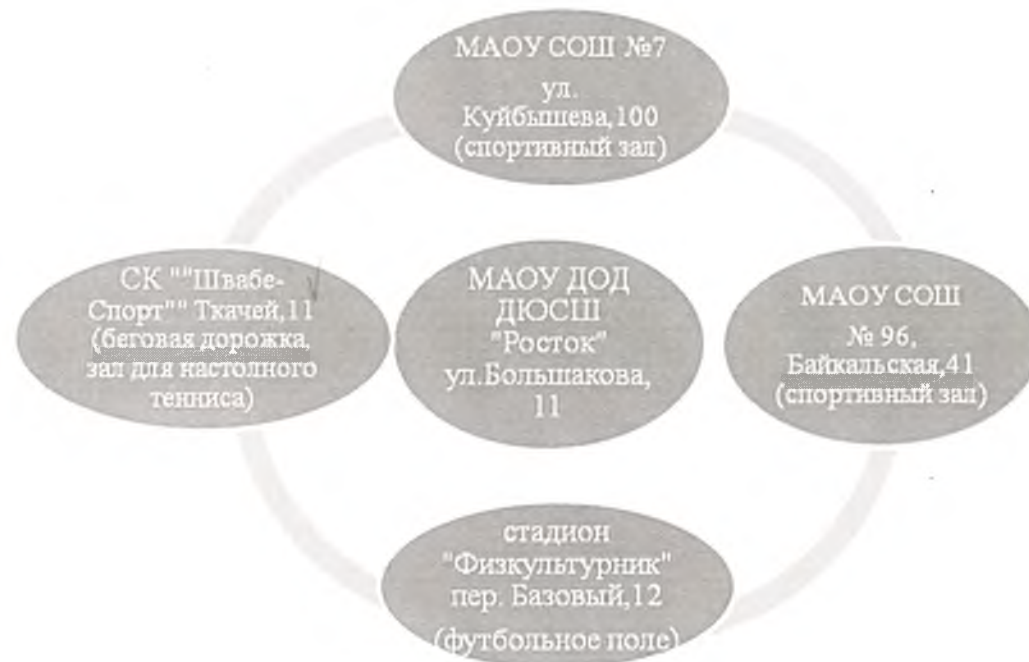 МАОУ СОШ №7
ул.
Куйбышева,100
(спортивный зал)
СК ""Швабе-
Спорт"" Ткачей,11
(беговая дорожка,
зал для настолного
тенниса)
МАОУ ДОД
ДЮСШ
"Росток"
ул.Большакова,
11
МАОУ СОШ
№ 96,
Байкальская,41
(спортивный зал)
стадион
"Физкультурник"
пер. Базовый,12
(футбольное поле)